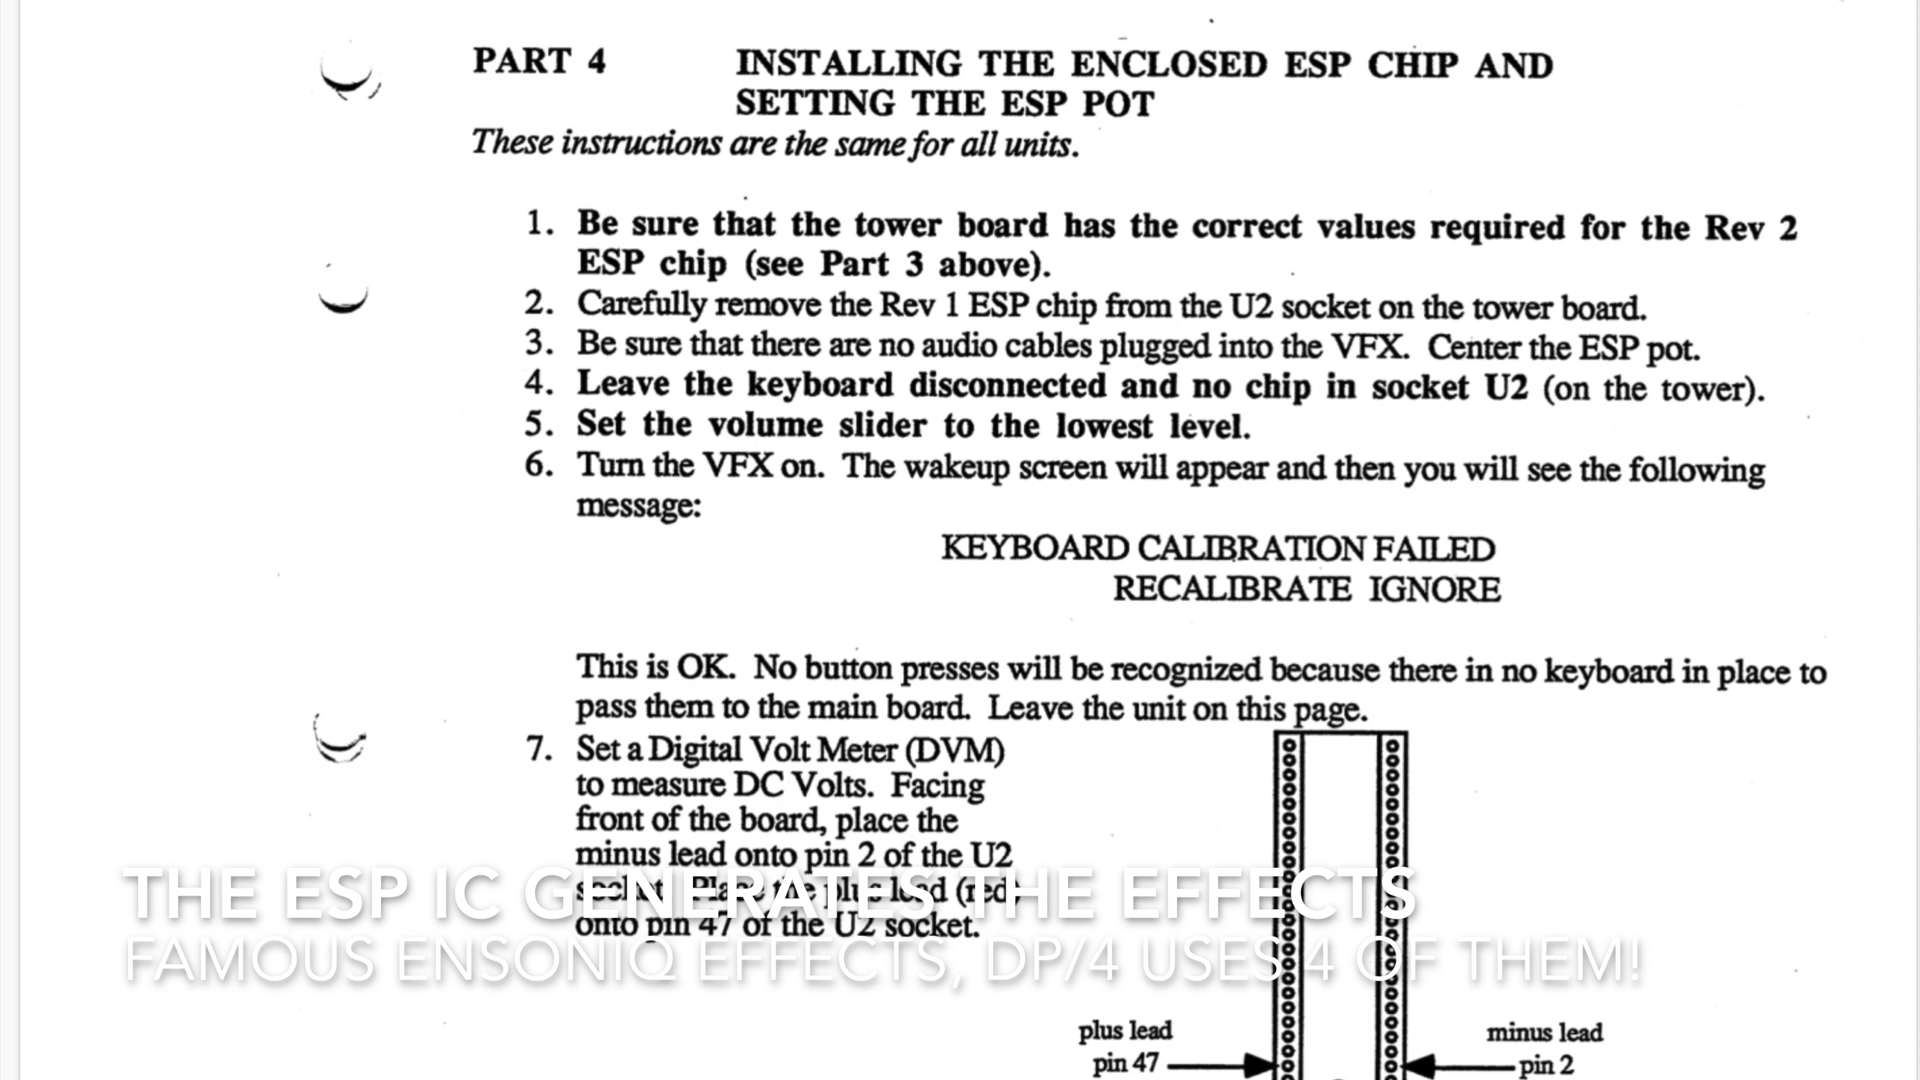 PART 4 INSTALLING THE ENCLOSED ESP CHIP AND
SETTING THE ESP POT
These instructions are the same for all units.
1. Be sure that the tower board has the correct values required for the Rev 2
ESP chip (see Part 3 above).
2. Carefully remove the Rev 1 ESP chip from the U2 socket on the tower board.
3. Be sure that there are no audio cables plugged into the VFX. Center the ESP pot.
4. Leave the keyboard disconnected and no chip in socket U2 (on the tower).
5. Set the volume slider to the lowest level.
6. Turn the VFX on. The wakeup screen will appear and then you will see the following
message:
KEYBOARD CALIBRATION FAILED
RECALIBRATE IGNORE
This is OK. No button presses will be recognized because there in no keyboard in place to
pass them to the main board. Leave the unit on this page.
7. Set a Digital Volt Meter (DVM)
to measure DC Volts. Facing
front of the board, place the
minus lead onto pin 2 of the U2
socket. Place the plus lead (red)
onto pin 47 of the U2 socket.
THE ESP IC GENERATES THE EFFECTS
FAMOUS ENSONIQ EFFECTS, DP/4 USES 4 OF THEM!
plus lead
pin 47
minus lead
pin 2